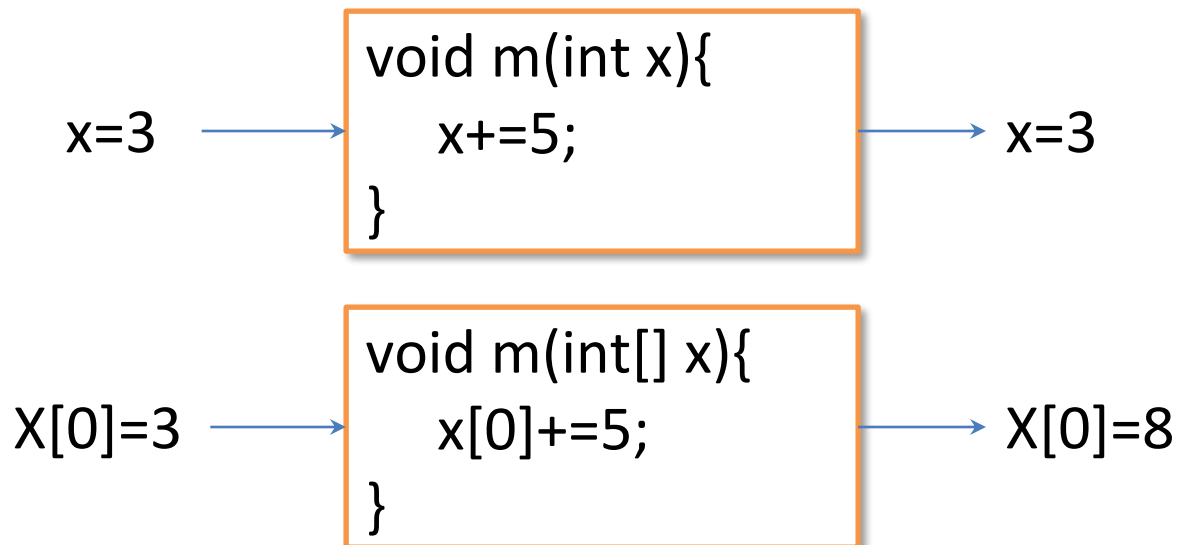 void m(int x){
x=3
x+=5;
x=3
}
void m(int[] x){
X[0]=3
x[0]+=5;
X[0]=8
}